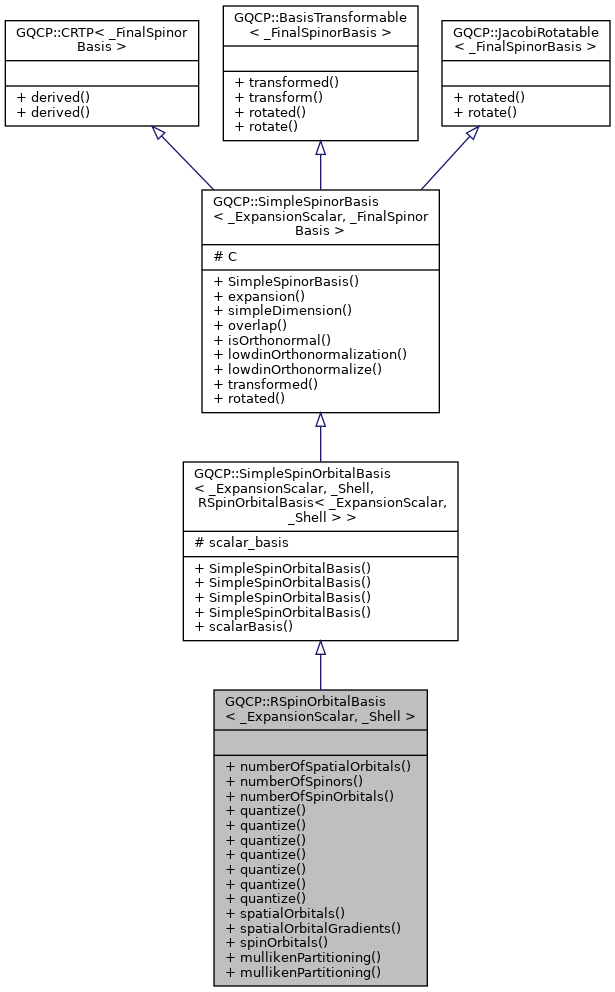 GQCP::CRTP< _FinalSpinor
Basis >
+ derived()
+ derived()
GQCP::BasisTransformable
< _FinalSpinorBasis >
+ transformed()
+ transform()
+ rotated()
+ rotate()
GQCP::JacobiRotatable
< _FinalSpinorBasis >
+ rotated()
+ rotate()
GQCP::SimpleSpinorBasis
< _ExpansionScalar, _FinalSpinor
Basis >
# C
+ SimpleSpinorBasis()
+ expansion()
+ simpleDimension()
+ overlap()
+ isOrthonormal()
+ lowdinOrthonormalization()
+ lowdinOrthonormalize()
+ transformed()
+ rotated()
GQCP::SimpleSpinOrbitalBasis
< _ExpansionScalar, _Shell,
RSpinOrbitalBasis< _ExpansionScalar,
_Shell > >
# scalar_basis
+ SimpleSpinOrbitalBasis()
+ SimpleSpinOrbitalBasis()
+ SimpleSpinOrbitalBasis()
+ SimpleSpinOrbitalBasis()
+ scalarBasis()
GQCP::RSpinOrbitalBasis
< _ExpansionScalar, _Shell >
+ numberOfSpatialOrbitals()
+ numberOfSpinors()
+ numberOfSpinOrbitals()
+ quantize()
+ quantize()
+ quantize()
+ quantize()
+ quantize()
+ quantize()
+ quantize()
+ spatialOrbitals()
+ spatialOrbitalGradients()
+ spinOrbitals()
+ mullikenPartitioning()
+ mullikenPartitioning()